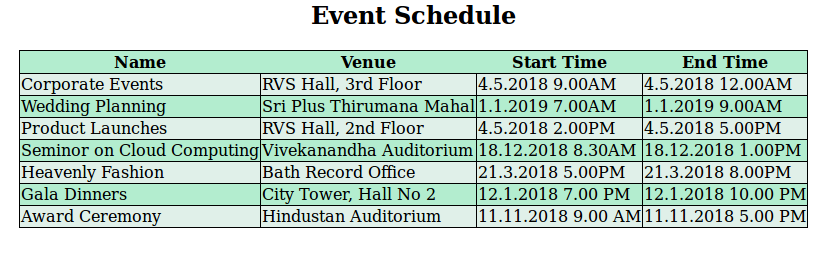 Event Schedule
Name Venue Start Time End Time
Corporate Events RVS Hall, 3rd Floor 4.5.2018 9.00AM 4.5.2018 12.00AM
Wedding Planning Sri Plus Thirumana Mahal 1.1.2019 7.00AM 1.1.2019 9.00AM
Product Launches RVS Hall, 2nd Floor 4.5.2018 2.00PM 4.5.2018 5.00PM
Seminor on Cloud Computing Vivekanandha Auditorium 18.12.2018 8.30AM 18.12.2018 1.00PM
Heavenly Fashion Bath Record Office 21.3.2018 5.00PM 21.3.2018 8.00PM
Gala Dinners City Tower, Hall No 2 12.1.2018 7.00 PM 12.1.2018 10.00 PM
Award Ceremony Hindustan Auditorium 11.11.2018 9.00 AM 11.11.2018 5.00 PM